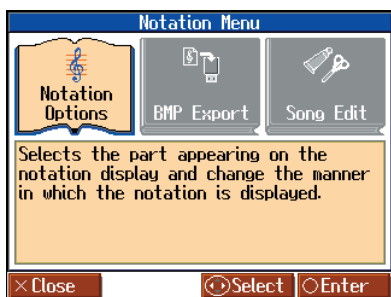 Notation Menu
Notation
Options
BMP Export
Song Edit
Selects the part appearing on the
notation display and change the manner
in which the notation is displayed.
×Close
Select
○Enter